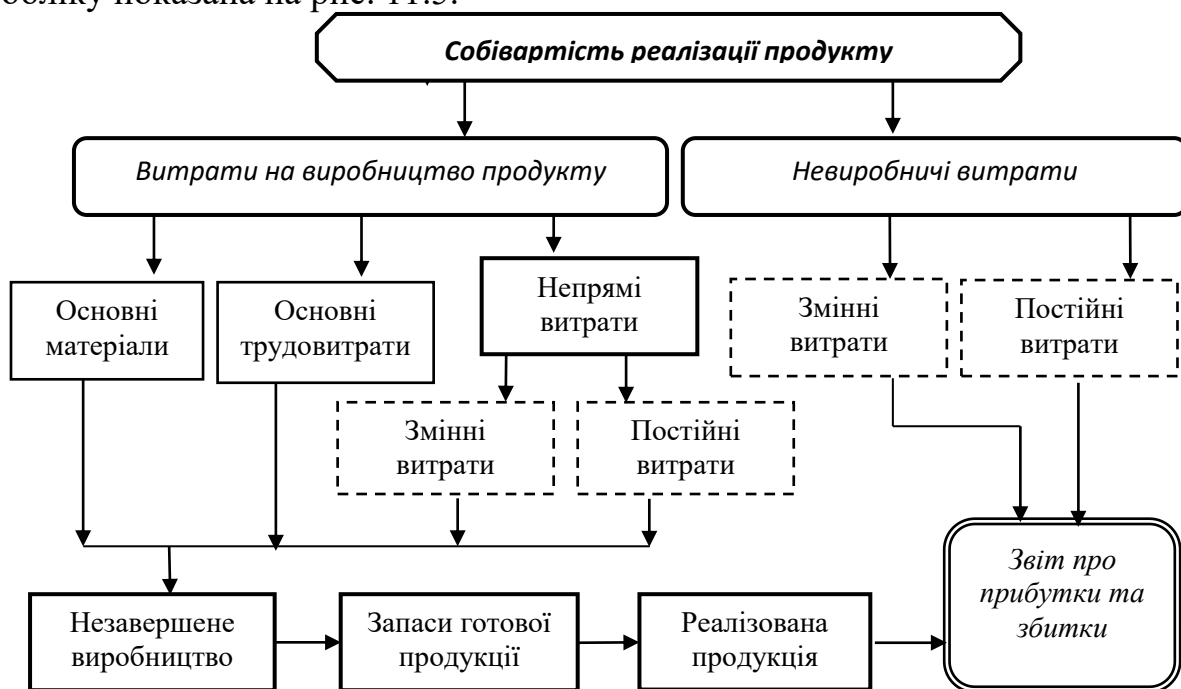 обліку показана на рис. 11.3.
Собівартість реалізації продукту
Витрати на виробництво продукту
Невиробничі витрати
Основні
матеріали
Основні
трудовитрати
Непрямі
витрати
Змінні
витрати
Постійні
витрати
Змінні
витрати
Постійні
витрати
Незавершене
виробництво
Запаси готової
продукції
Реалізована
продукція
Звіт про
прибутки та
збитки